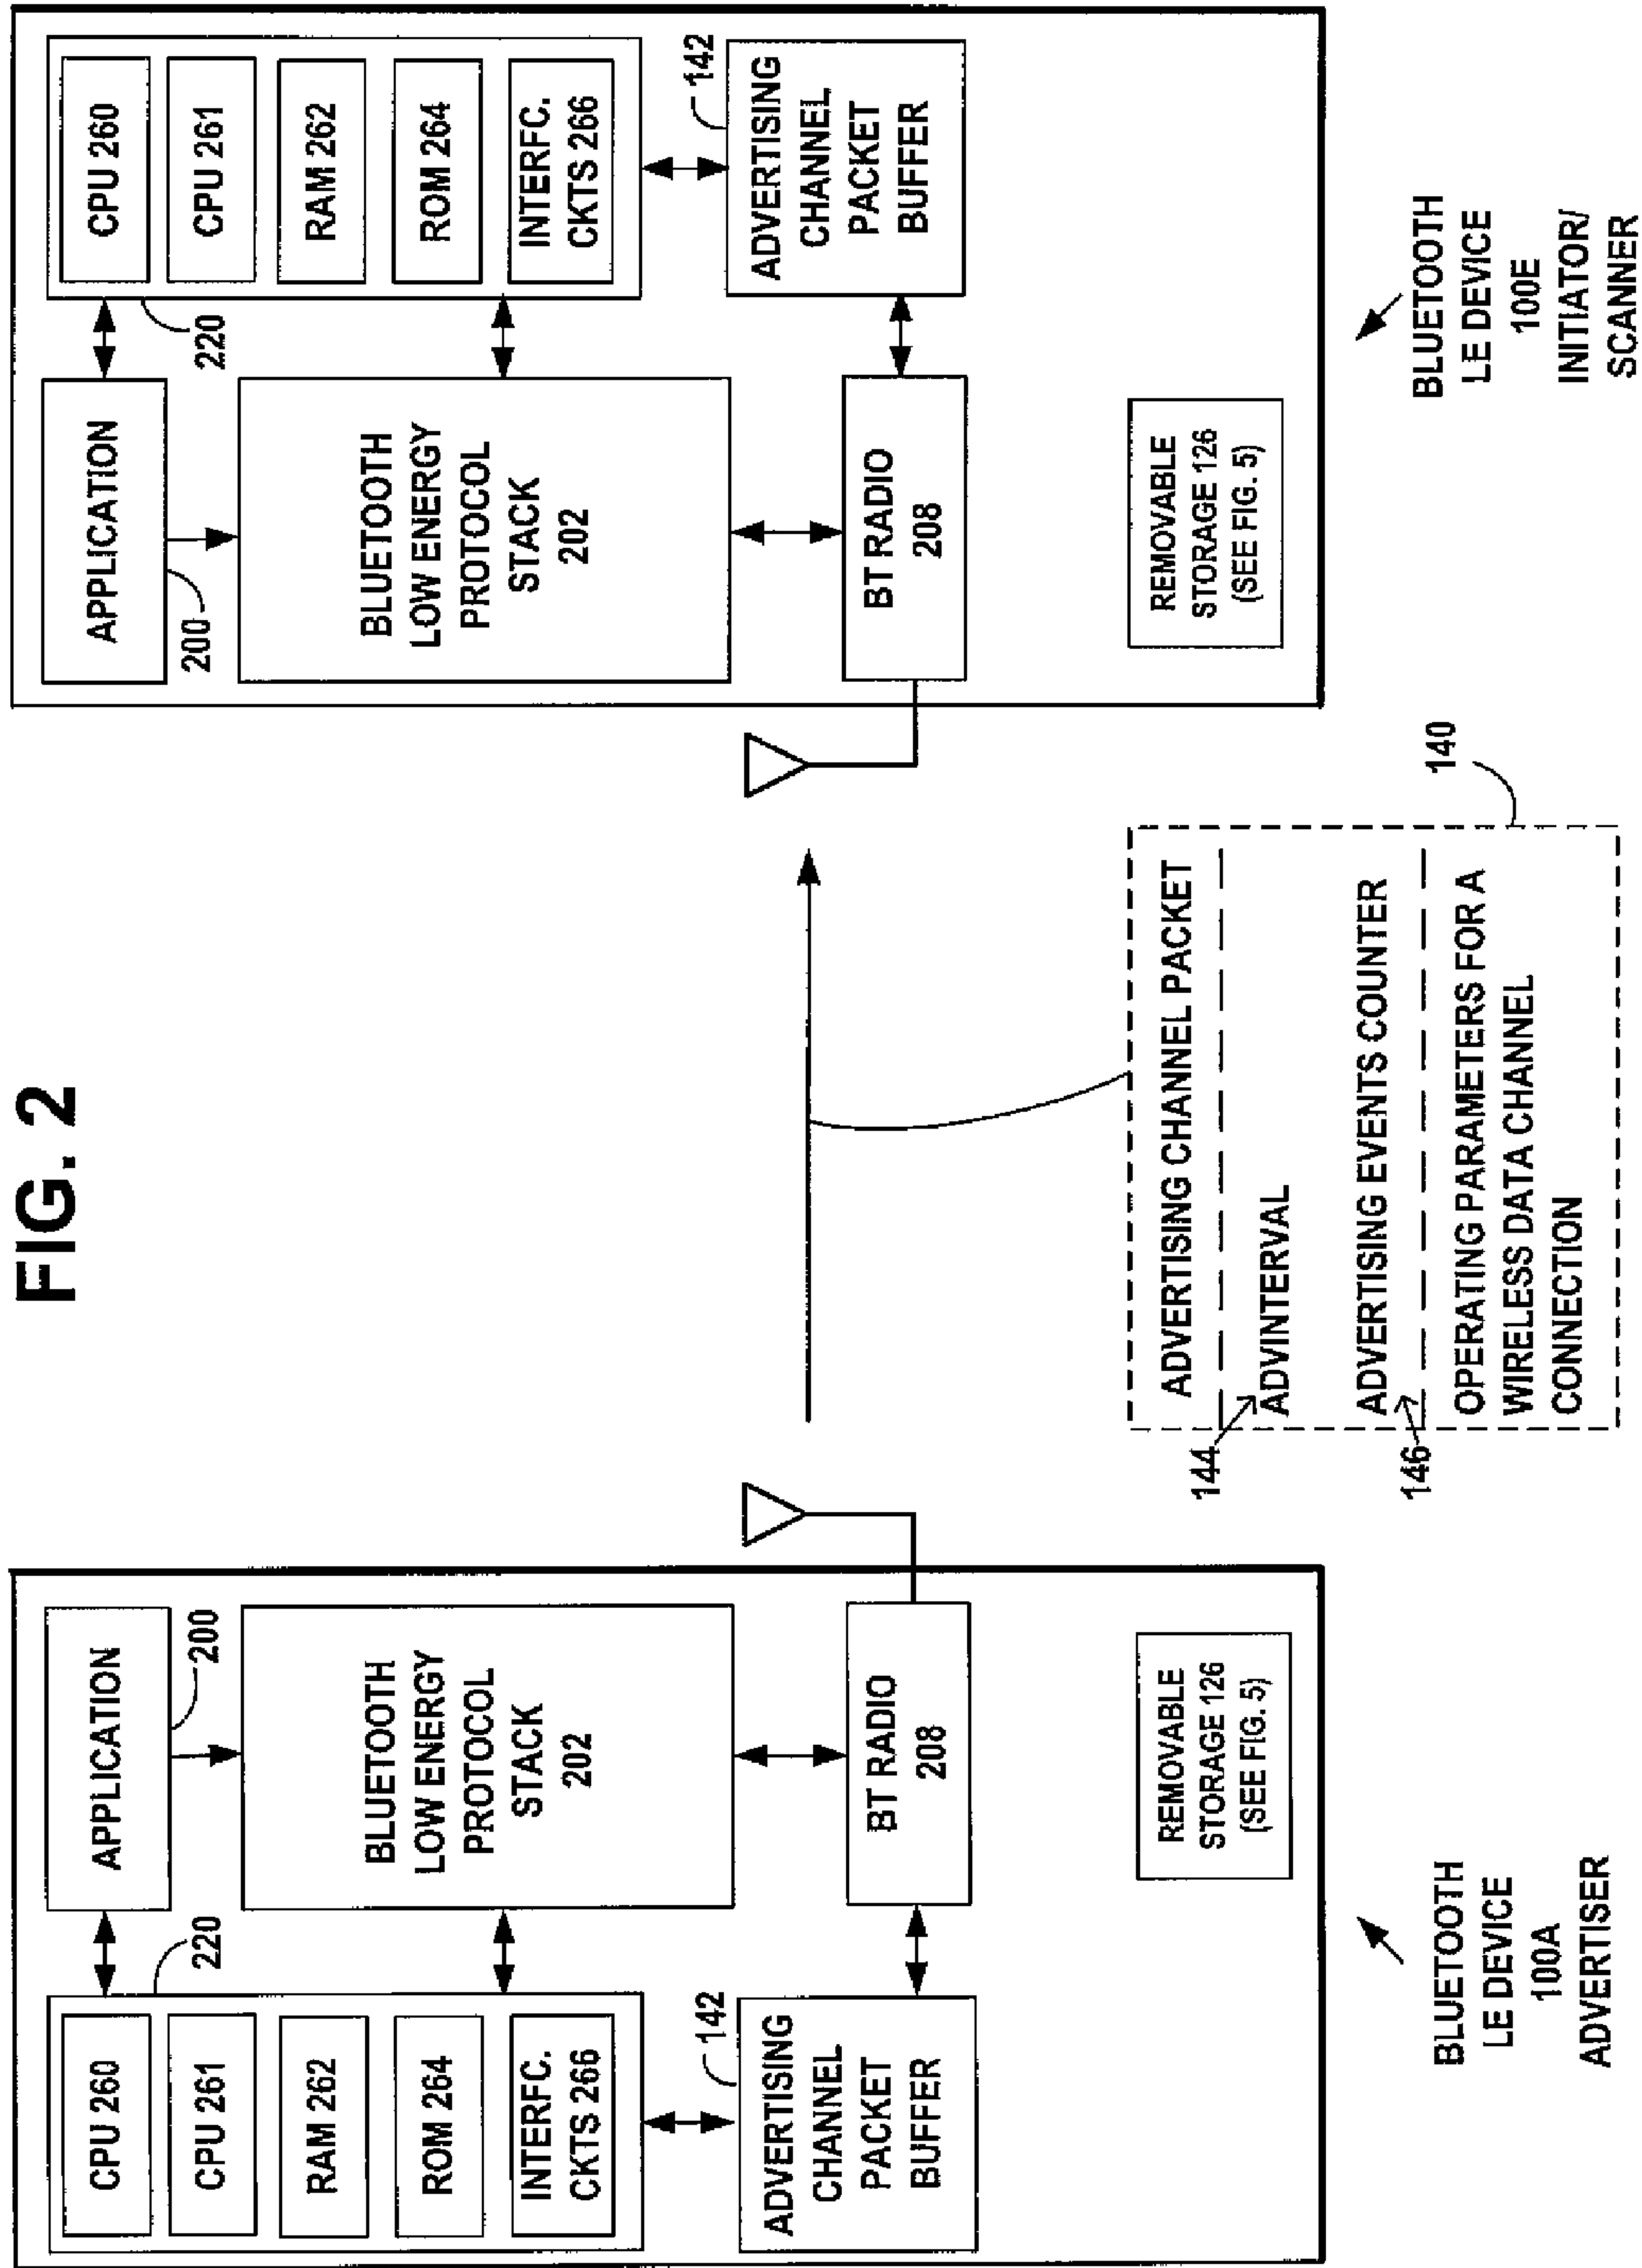 FIG. 2
CPU 260
CPU 261
RAM 262
ROM 264
INTERFC.
CKTS 266
220
APPLICATION
200
BLUETOOTH
LOW ENERGY
PROTOCOL
STACK
202
142
ADVERTISING
CHANNEL
PACKET
BUFFER
BT RADIO
208
REMOVABLE
STORAGE 126
(SEE FIG. 5)
BLUETOOTH
LE DEVICE
100A
ADVERTISER
140
ADVERTISING CHANNEL PACKET
144
ADVINTERVAL
ADVERTISING EVENTS COUNTER
146
OPERATING PARAMETERS FOR A
WIRELESS DATA CHANNEL
CONNECTION
APPLICATION
200
220
CPU 260
CPU 261
RAM 262
ROM 264
INTERFC.
CKTS 266
BLUETOOTH
LOW ENERGY
PROTOCOL
STACK
202
142
ADVERTISING
CHANNEL
PACKET
BUFFER
BT RADIO
208
REMOVABLE
STORAGE 126
(SEE FIG. 5)
BLUETOOTH
LE DEVICE
100E
INITIATOR/
SCANNER